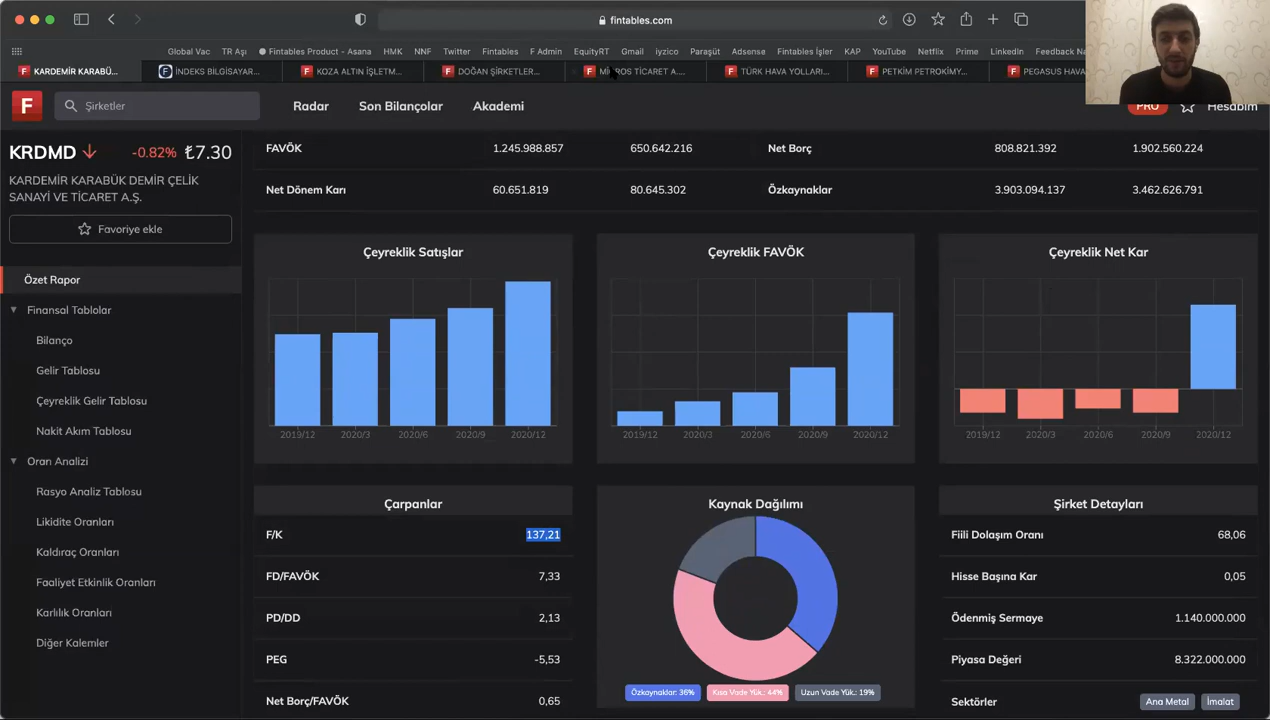 fintables.com
Global Vac TR Aşı Fintables Product - Asana HMK NNF Twitter Fintables F Admin EquityRT Gmail iyzico Paraşüt Adsense Fintables İşler KAP YouTube Netflix Prime LinkedIn Feedback Na
KARDEMİR KARABÜ... İNDEKS BİLGİSAYAR... KOZA ALTIN İŞLETM... DOĞAN ŞİRKETLER... TİCARET A.Ş... TÜRK HAVA YOLLARI... PETKİM PETROKİMY... PEGASUS HAVA
F Şirketler Radar Son Bilançolar Akademi PRO Hesabım
KRDMD -0.82% ₺7.30
KARDEMİR KARABÜK DEMİR ÇELİK
SANAYİ VE TİCARET A.Ş.
Favoriye ekle
Özet Rapor
Finansal Tablolar
Bilanço
Gelir Tablosu
Çeyreklik Gelir Tablosu
Nakit Akım Tablosu
Oran Analizi
Rasyo Analiz Tablosu
Likidite Oranları
Kaldıraç Oranları
Faaliyet Etkinlik Oranları
Karlılık Oranları
Diğer Kalemler
FAVÖK 1.245.988.857 650.642.216 Net Borç 808.821.392 1.902.560.224
Net Dönem Karı 60.651.819 80.645.302 Özkaynaklar 3.903.094.137 3.462.626.791
Çeyreklik Satışlar
2019/12 2020/3 2020/6 2020/9 2020/12
Çeyreklik FAVÖK
2019/12 2020/3 2020/6 2020/9 2020/12
Çeyreklik Net Kar
2019/12 2020/3 2020/6 2020/9 2020/12
Çarpanlar
F/K 137,21
FD/FAVÖK 7,33
PD/DD 2,13
PEG -5,53
Net Borç/FAVÖK 0,65
Kaynak Dağılımı
Özkaynaklar: 36% Kısa Vade Yük.: 44% Uzun Vade Yük.: 19%
Şirket Detayları
Fiili Dolaşım Oranı 68,06
Hisse Başına Kar 0,05
Ödenmiş Sermaye 1.140.000.000
Piyasa Değeri 8.322.000.000
Sektörler Ana Metal İmalat